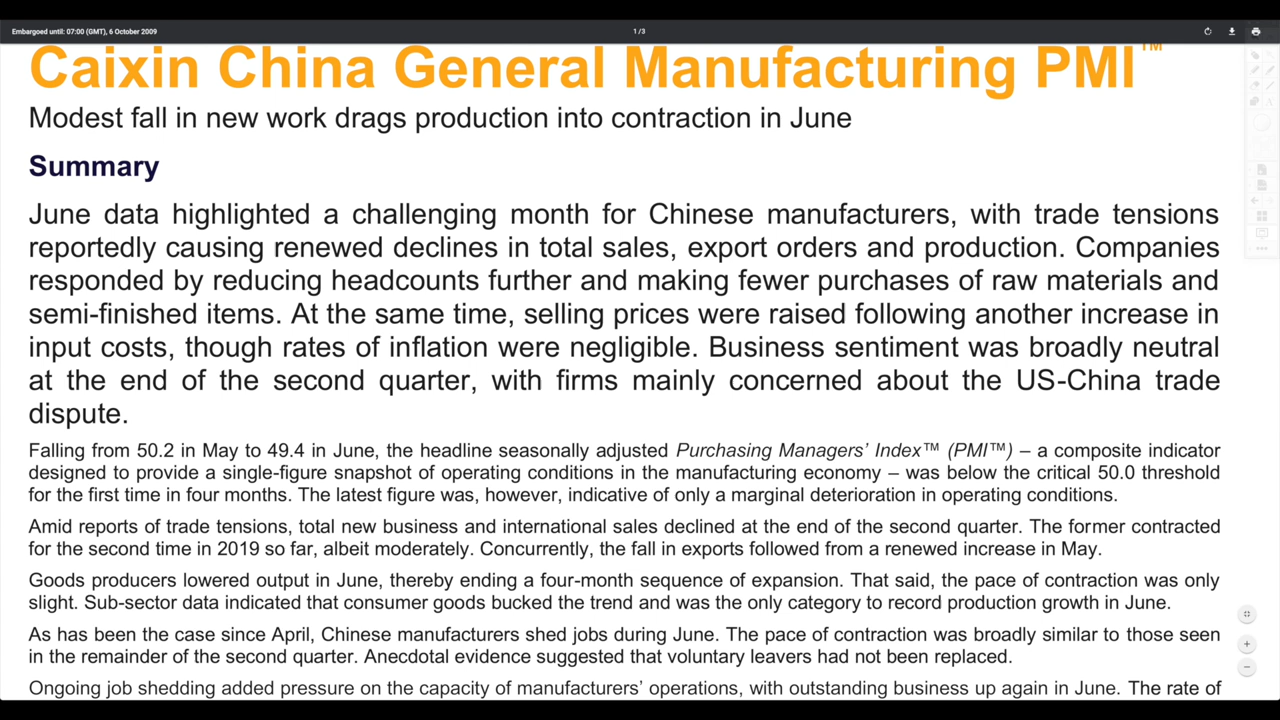 Embargoed until: 07:00 (GMT), 6 October 2009
1 / 3
Caixin China General Manufacturing PMI™
Modest fall in new work drags production into contraction in June
Summary
June data highlighted a challenging month for Chinese manufacturers, with trade tensions
reportedly causing renewed declines in total sales, export orders and production. Companies
responded by reducing headcounts further and making fewer purchases of raw materials and
semi-finished items. At the same time, selling prices were raised following another increase in
input costs, though rates of inflation were negligible. Business sentiment was broadly neutral
at the end of the second quarter, with firms mainly concerned about the US-China trade
dispute.
Falling from 50.2 in May to 49.4 in June, the headline seasonally adjusted Purchasing Managers’ Index™ (PMI™) – a composite indicator
designed to provide a single-figure snapshot of operating conditions in the manufacturing economy – was below the critical 50.0 threshold
for the first time in four months. The latest figure was, however, indicative of only a marginal deterioration in operating conditions.
Amid reports of trade tensions, total new business and international sales declined at the end of the second quarter. The former contracted
for the second time in 2019 so far, albeit moderately. Concurrently, the fall in exports followed from a renewed increase in May.
Goods producers lowered output in June, thereby ending a four-month sequence of expansion. That said, the pace of contraction was only
slight. Sub-sector data indicated that consumer goods bucked the trend and was the only category to record production growth in June.
As has been the case since April, Chinese manufacturers shed jobs during June. The pace of contraction was broadly similar to those seen
in the remainder of the second quarter. Anecdotal evidence suggested that voluntary leavers had not been replaced.
Ongoing job shedding added pressure on the capacity of manufacturers’ operations, with outstanding business up again in June. The rate of